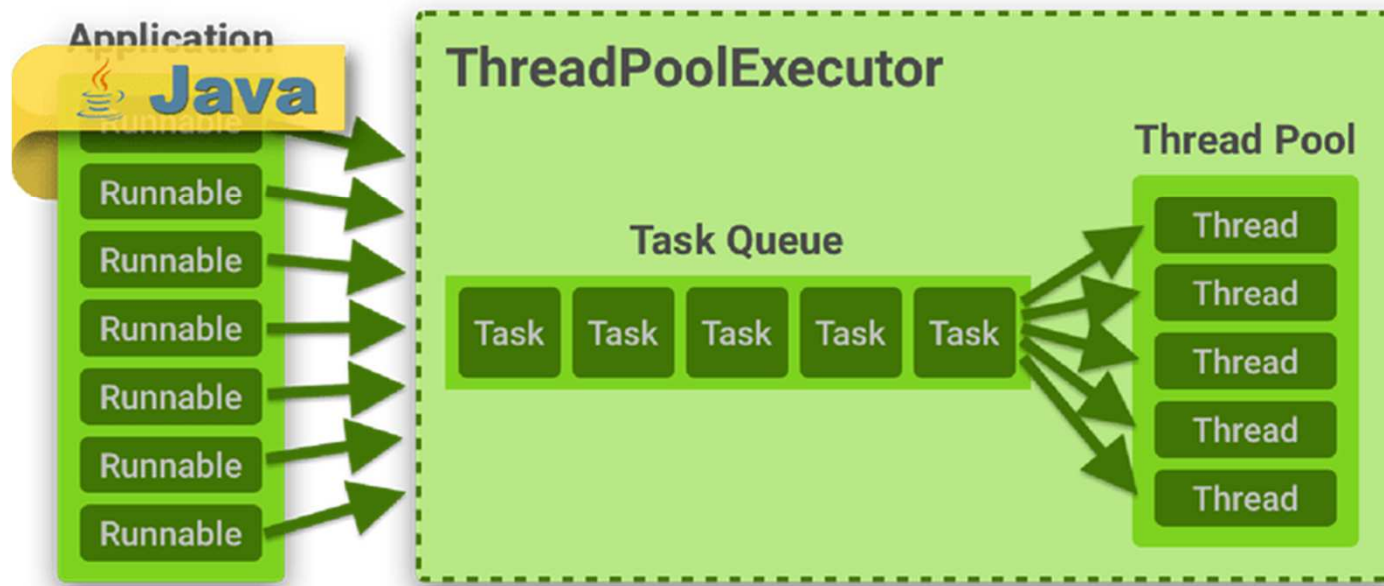 Application
Java
Runnable
Runnable
Runnable
Runnable
Runnable
Runnable
Runnable
ThreadPoolExecutor
Task Queue
Task Task Task Task Task
Thread Pool
Thread
Thread
Thread
Thread
Thread